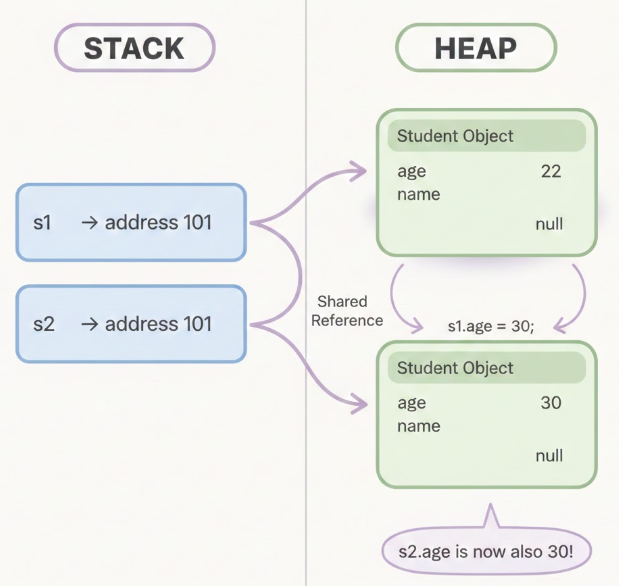 STACK
HEAP
s1 → address 101
s2 → address 101
Shared
Reference
Student Object
age 22
name
null
s1.age = 30;
Student Object
age 30
name
null
s2.age is now also 30!